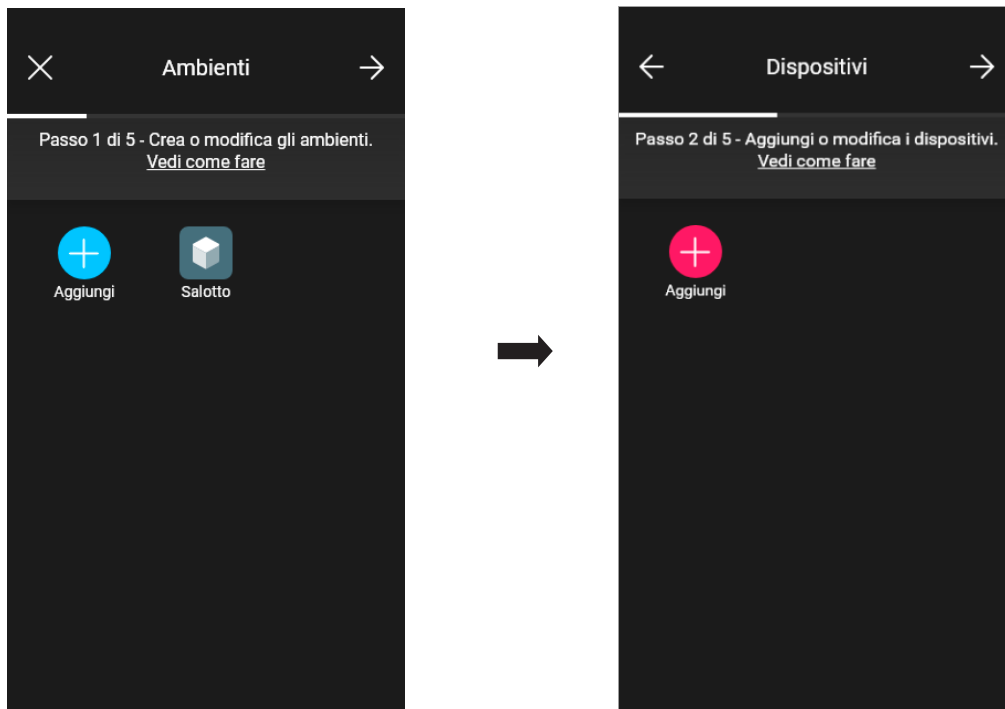 Ambienti
Passo 1 di 5 - Crea o modifica gli ambienti.
Vedi come fare
Aggiungi
Salotto
Dispositivi
Passo 2 di 5 - Aggiungi o modifica i dispositivi.
Vedi come fare
Aggiungi